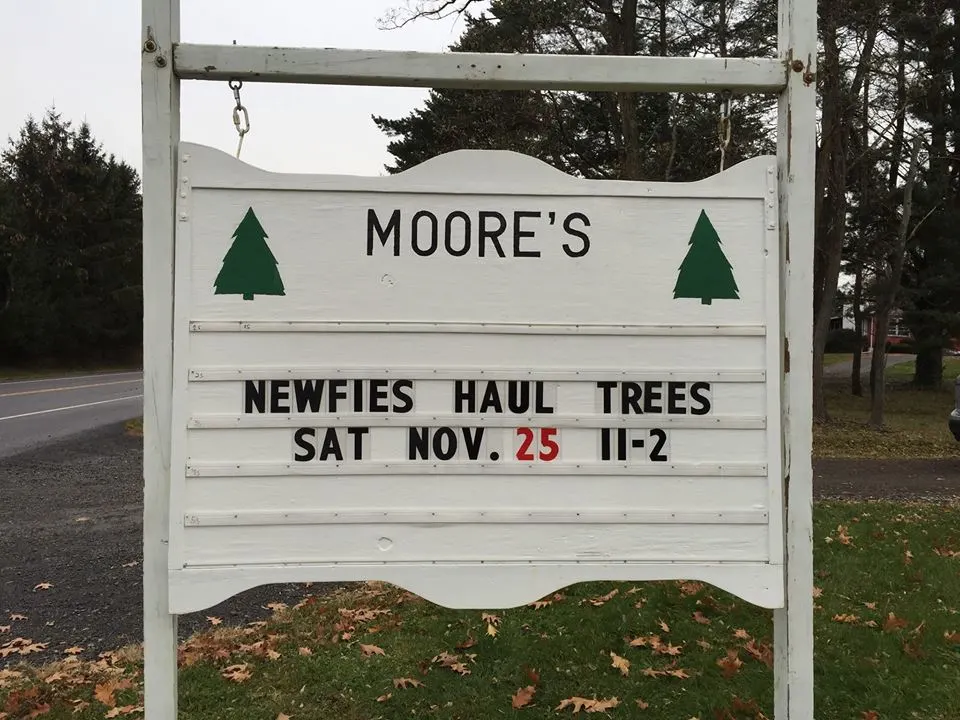 MOORE'S
NEWFIES HAUL TREES
SAT NOV. 25 11-2